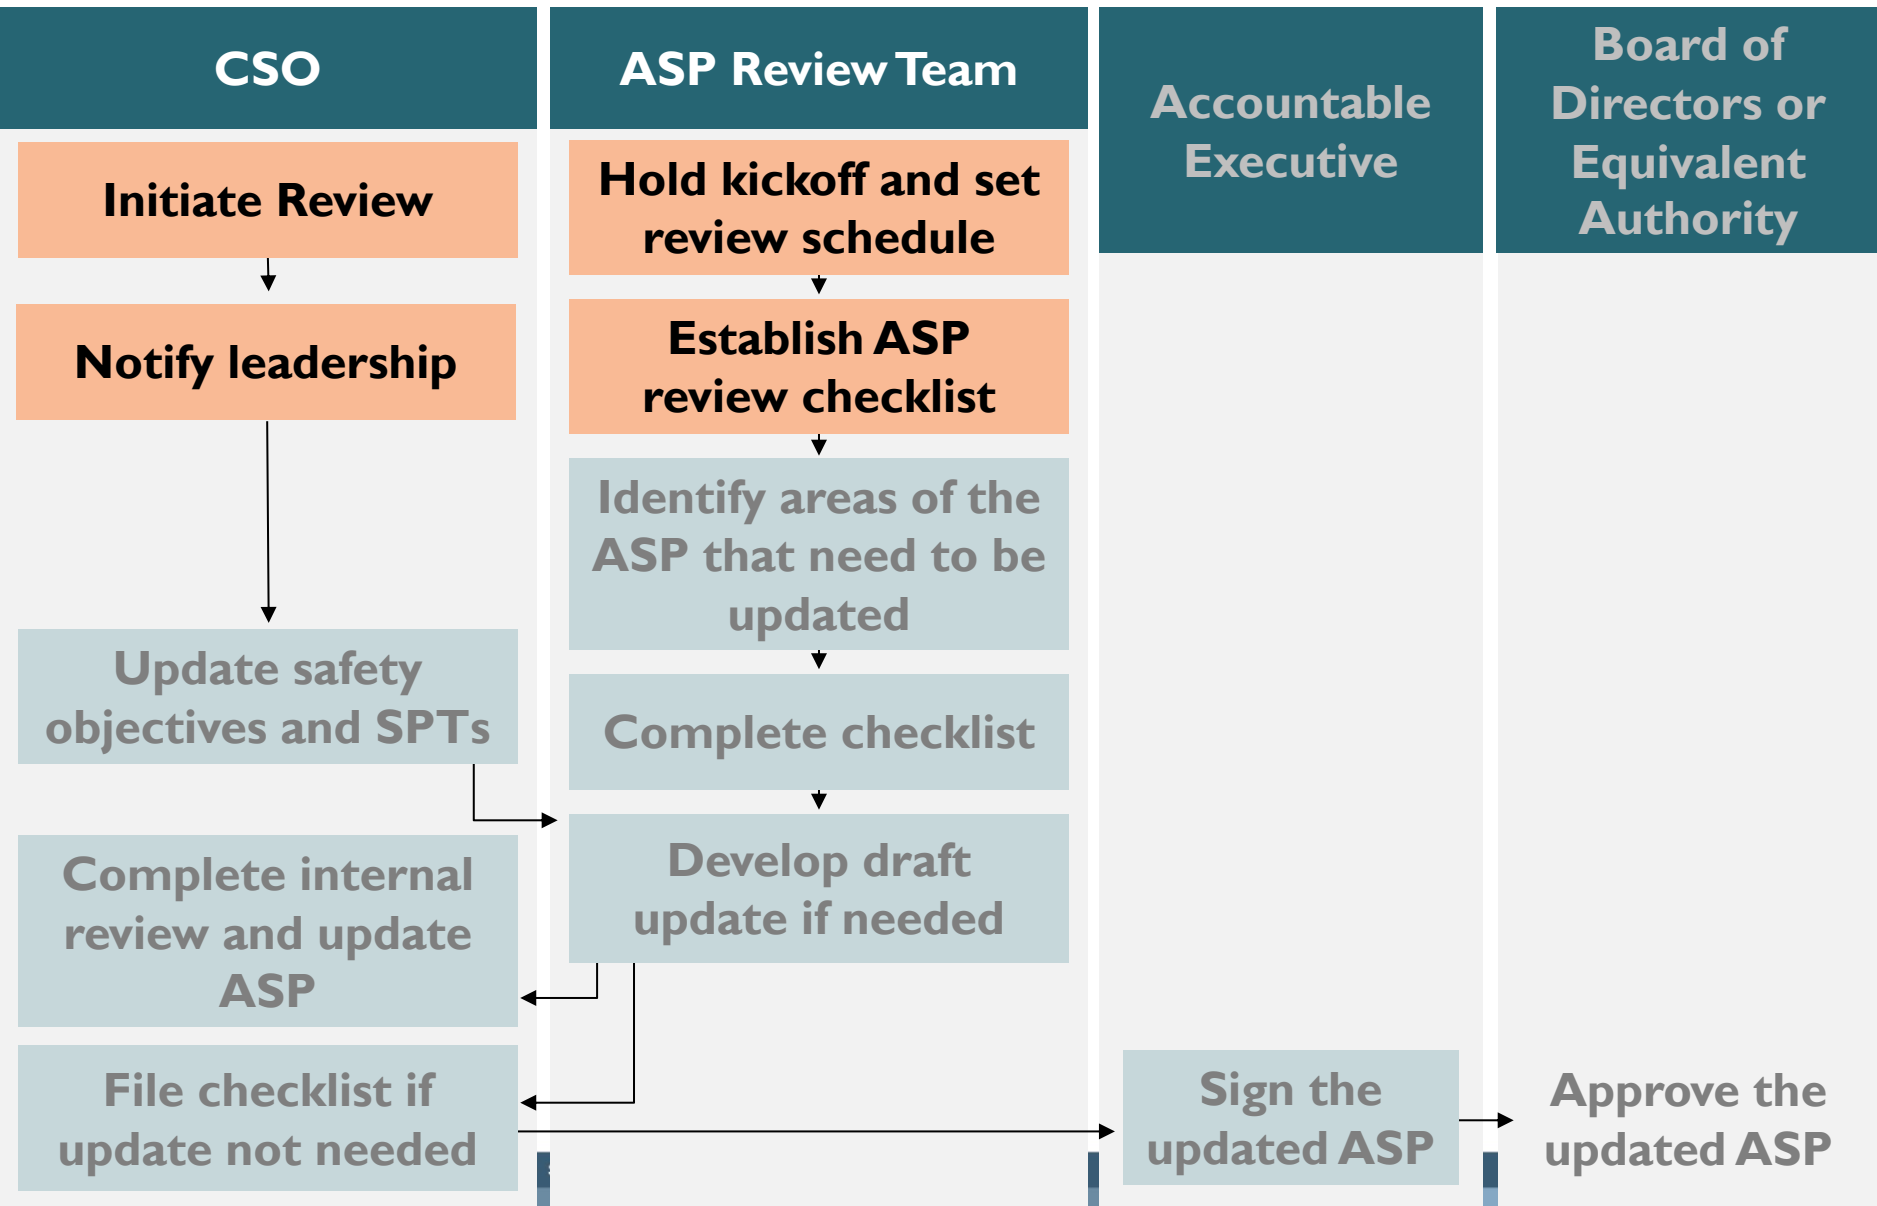 CSO
Initiate Review
Notify leadership
Update safety
objectives and SPTs
Complete internal
review and update
ASP
File checklist if
update not needed
ASP Review Team
Hold kickoff and set
review schedule
Establish ASP
review checklist
Identify areas of the
ASP that need to be
updated
Complete checklist
Develop draft
update if needed
Accountable
Executive
Sign the
updated ASP
Board of
Directors or
Equivalent
Authority
Approve the
updated ASP